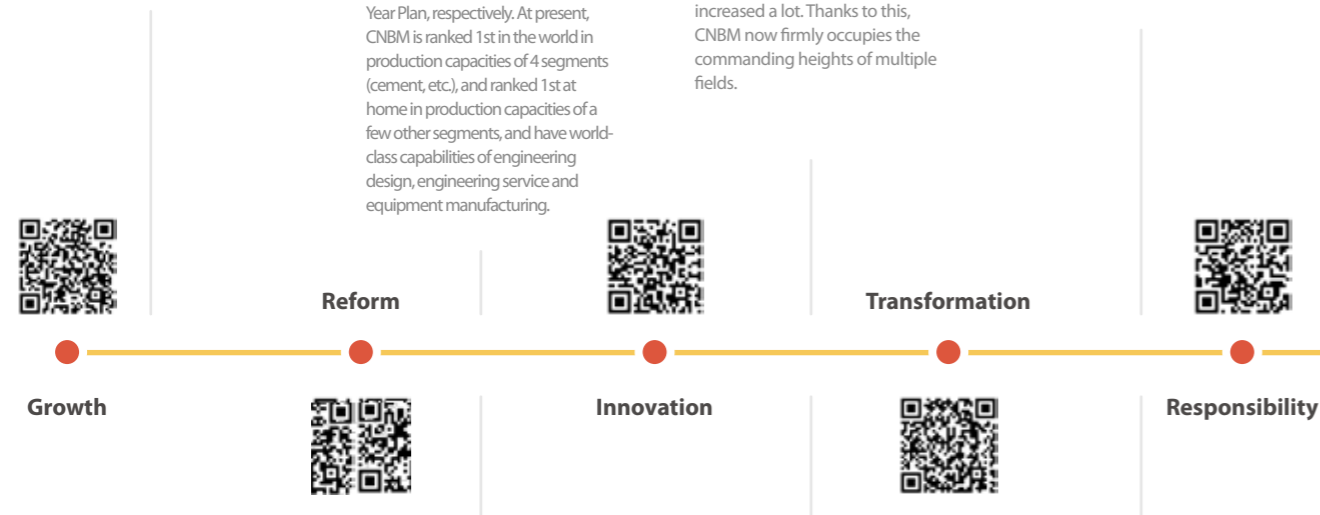 Year Plan, respectively. At present,
CNBM is ranked 1st in the world in
production capacities of 4 segments
(cement, etc.), and ranked 1st at
home in production capacities of a
few other segments, and have world-
class capabilities of engineering
design, engineering service and
equipment manufacturing.
increased a lot. Thanks to this,
CNBM now firmly occupies the
commanding heights of multiple
fields.
Reform
Transformation
Growth
Innovation
Responsibility